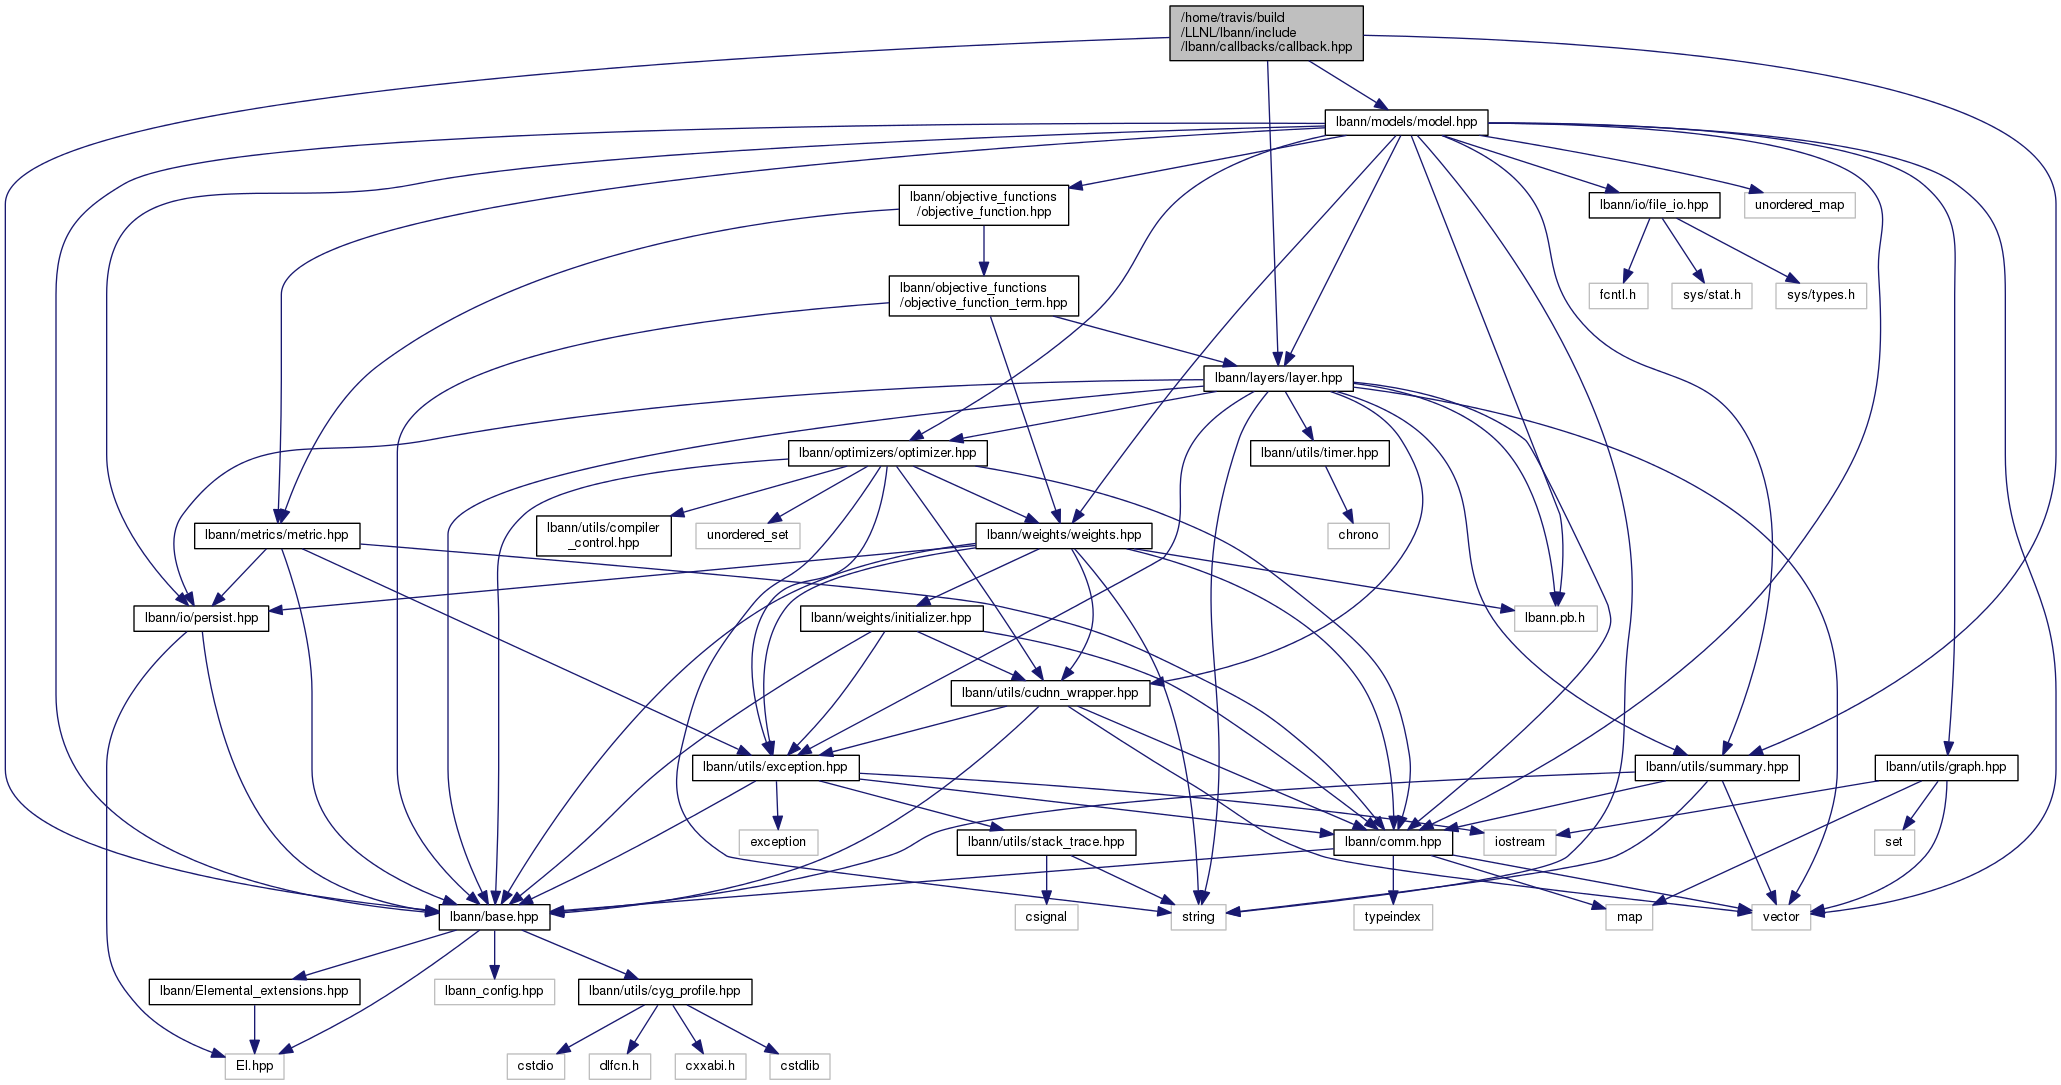 /home/travis/build
/LLNL/lbann/include
/lbann/callbacks/callback.hpp
lbann/models/model.hpp
lbann/objective_functions
/objective_function.hpp
lbann/io/file_io.hpp
unordered_map
lbann/objective_functions
/objective_function_term.hpp
fcntl.h
sys/stat.h
sys/types.h
lbann/layers/layer.hpp
lbann/optimizers/optimizer.hpp
lbann/utils/timer.hpp
lbann/metrics/metric.hpp
lbann/utils/compiler
_control.hpp
unordered_set
lbann/weights/weights.hpp
chrono
lbann/io/persist.hpp
lbann/weights/initializer.hpp
lbann.pb.h
lbann/utils/cudnn_wrapper.hpp
lbann/utils/exception.hpp
lbann/utils/summary.hpp
lbann/utils/graph.hpp
exception
lbann/utils/stack_trace.hpp
lbann/comm.hpp
iostream
set
lbann/base.hpp
csignal
string
typeindex
map
vector
lbann/Elemental_extensions.hpp
lbann_config.hpp
lbann/utils/cyg_profile.hpp
El.hpp
cstdio
dlfcn.h
cxxabi.h
cstdlib